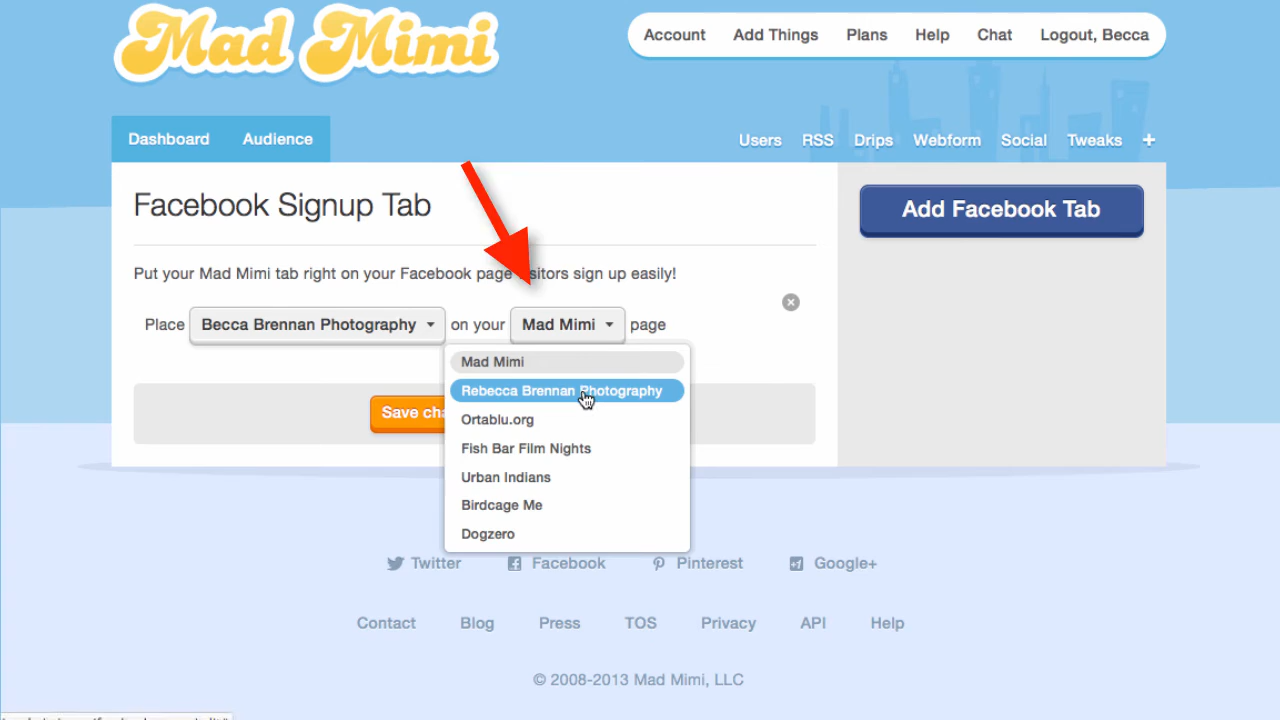 Mad Mimi
Account Add Things Plans Help Chat Logout, Becca
Dashboard Audience
Users RSS Drips Webform Social Tweaks +
Facebook Signup Tab
Add Facebook Tab
Put your Mad Mimi tab right on your Facebook page sitors sign up easily!
Place Becca Brennan Photography on your Mad Mimi page
Mad Mimi
Rebecca Brennan Photography
Save cha
Ortablu.org
Fish Bar Film Nights
Urban Indians
Birdcage Me
Dogzero
Twitter Facebook Pinterest Google+
Contact Blog Press TOS Privacy API Help
© 2008-2013 Mad Mimi, LLC